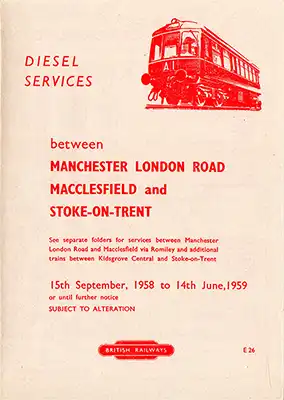 DIESEL
SERVICES
A
between
MANCHESTER LONDON ROAD
MACCLESFIELD and
STOKE-ON-TRENT
See separate folders for services between Manchester
London Road and Macclesfield via Romiley and additional
trains between Kidsgrove Central and Stoke-on-Trent
15th September, 1958 to 14th June, 1959
or until further notice
SUBJECT TO ALTERATION
BRITISH RAILWAYS
E 26